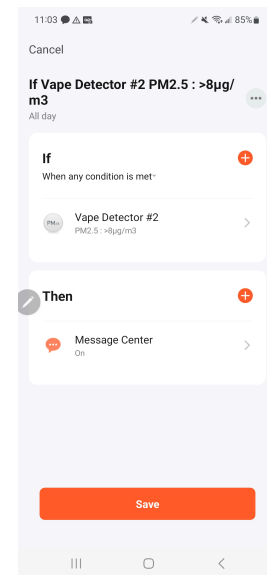 11:03 85%
Cancel
If Vape Detector #2 PM2.5 : >8µg/
m3
All day
If
When any condition is met
PM2.5
Vape Detector #2
PM2.5 : >8µg/m3
Then
Message Center
On
Save